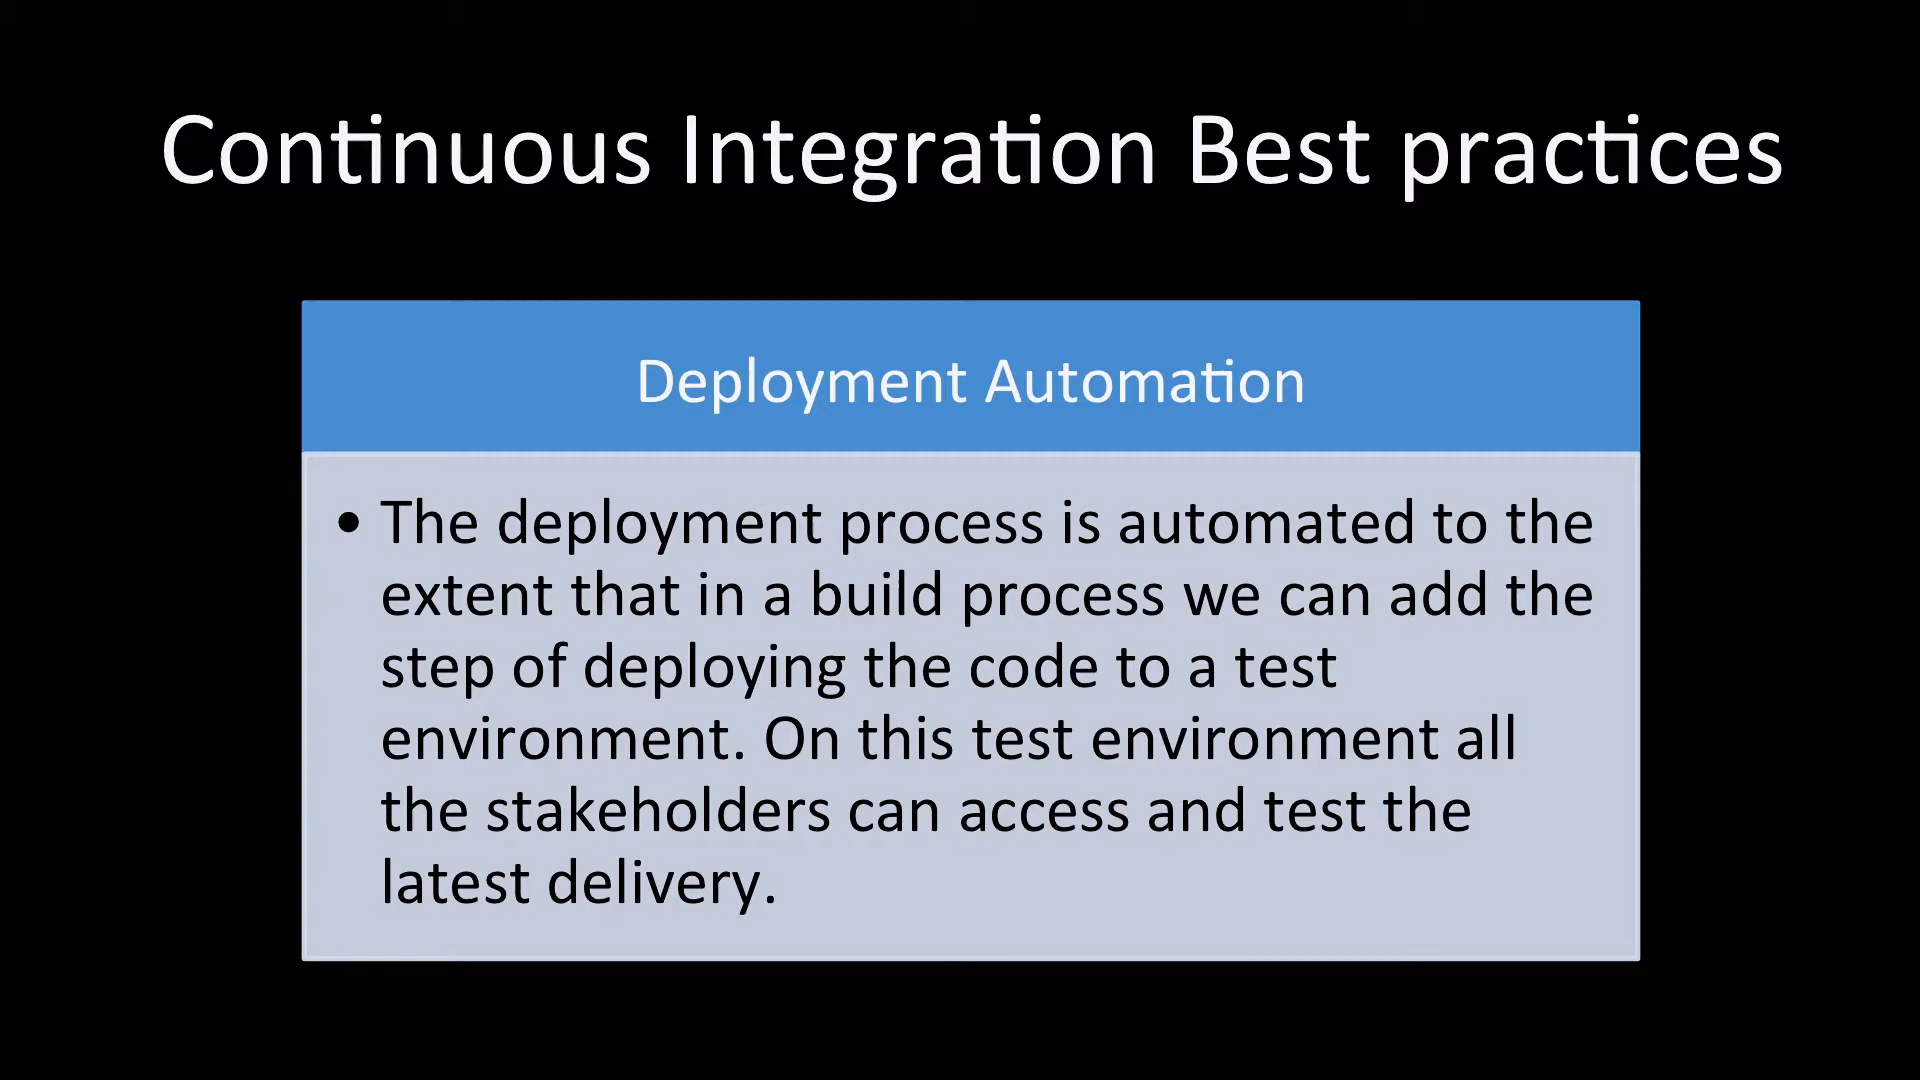 Continuous Integration Best practices
Deployment Automation
• The deployment process is automated to the
extent that in a build process we can add the
step of deploying the code to a test
environment. On this test environment all
the stakeholders can access and test the
latest delivery.